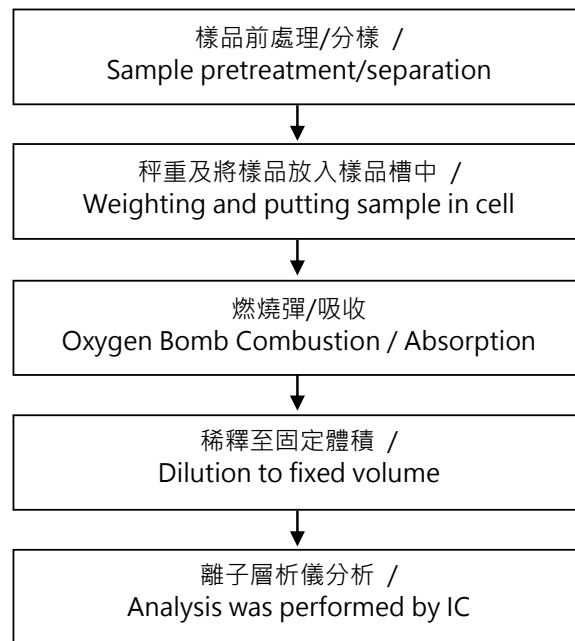 樣品前處理/分樣 /
Sample pretreatment/separation
秤重及將樣品放入樣品槽中 /
Weighting and putting sample in cell
燃燒彈/吸收
Oxygen Bomb Combustion / Absorption
稀釋至固定體積 /
Dilution to fixed volume
離子層析儀分析 /
Analysis was performed by IC